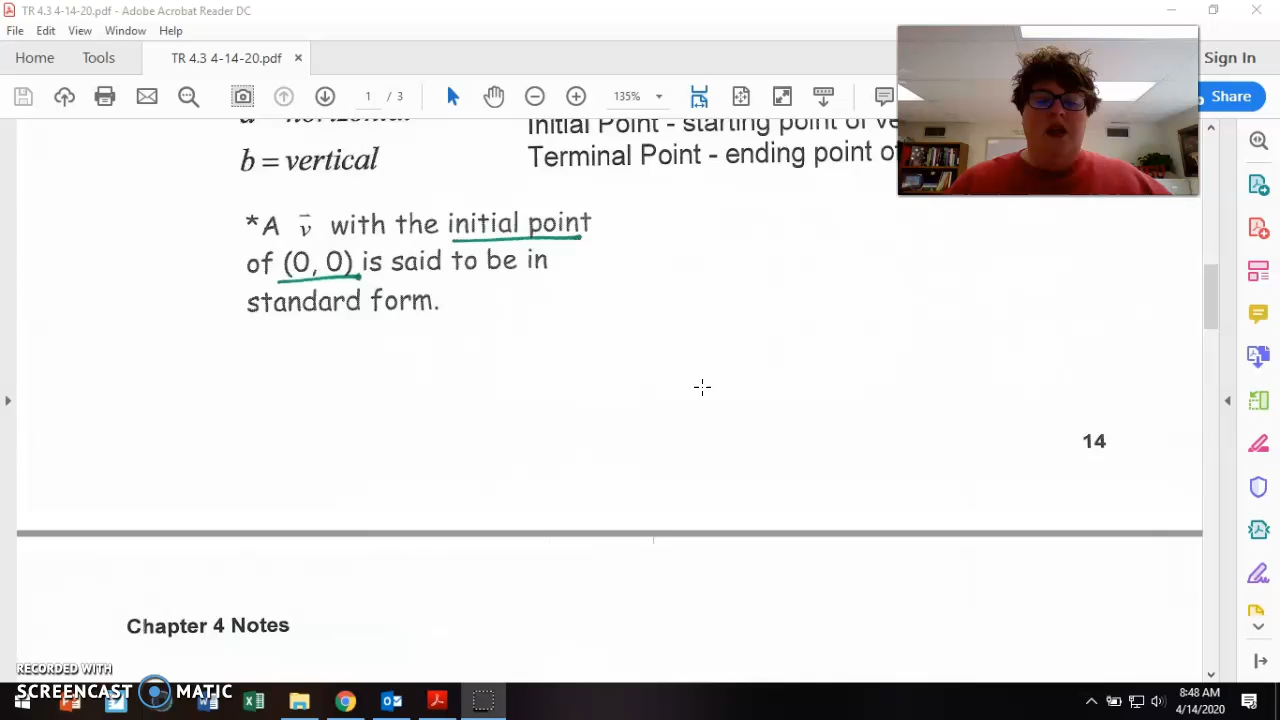 TR 4.3 4-14-20.pdf - Adobe Acrobat Reader DC
File Edit View Window Help
Home Tools TR 4.3 4-14-20.pdf × Sign In
1 / 3 135% Share
horizontal
Initial Point - starting point of ve
b = vertical
Terminal Point - ending point of
*A v⃗ with the initial point
of (0, 0) is said to be in
standard form.
14
Chapter 4 Notes
RECORDED WITH
SCREENCAST MATIC
8:48 AM
4/14/2020